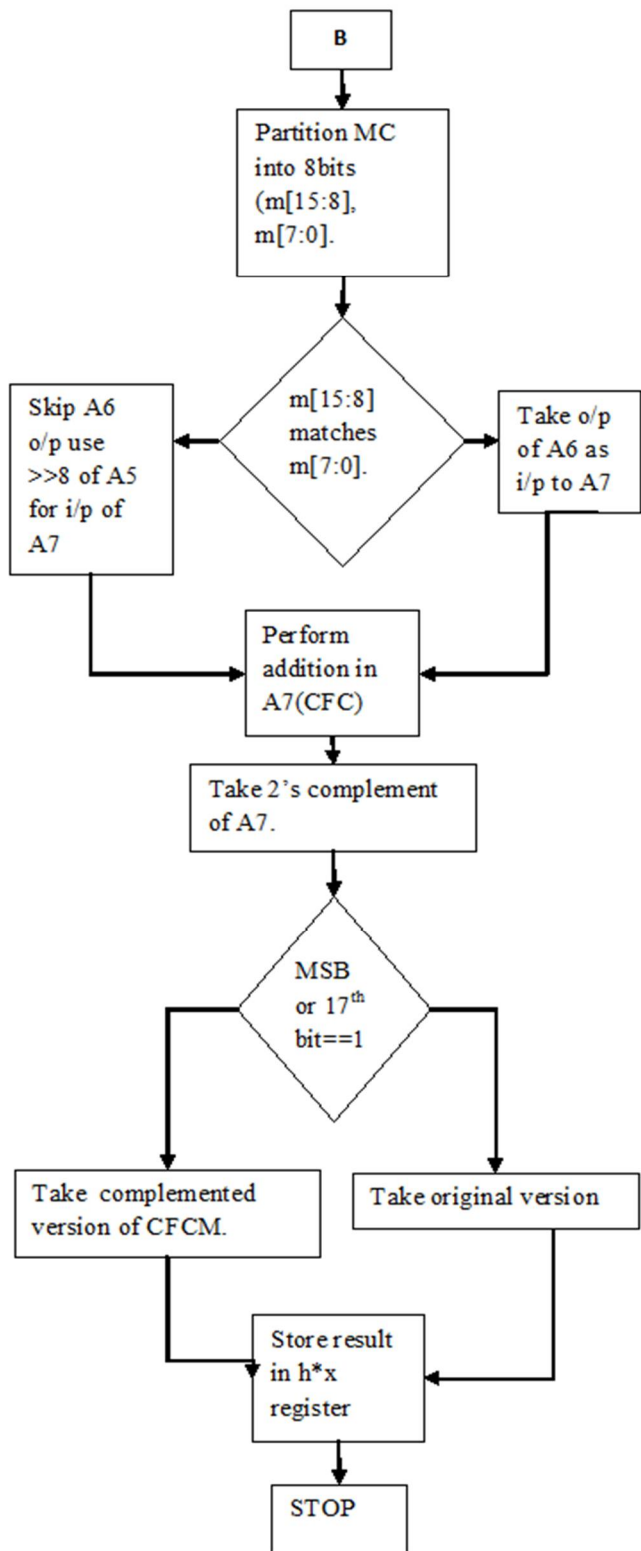 B
Partition MC
into 8bits
(m[15:8],
m[7:0].
m[15:8]
matches
m[7:0].
Skip A6
o/p use
>>8 of A5
for i/p of
A7
Take o/p
of A6 as
i/p to A7
Perform
addition in
A7(CFC)
Take 2’s complement
of A7.
MSB
or 17th
bit==1
Take  complemented
version of CFCM.
Take original version
Store result
in h*x
register
STOP